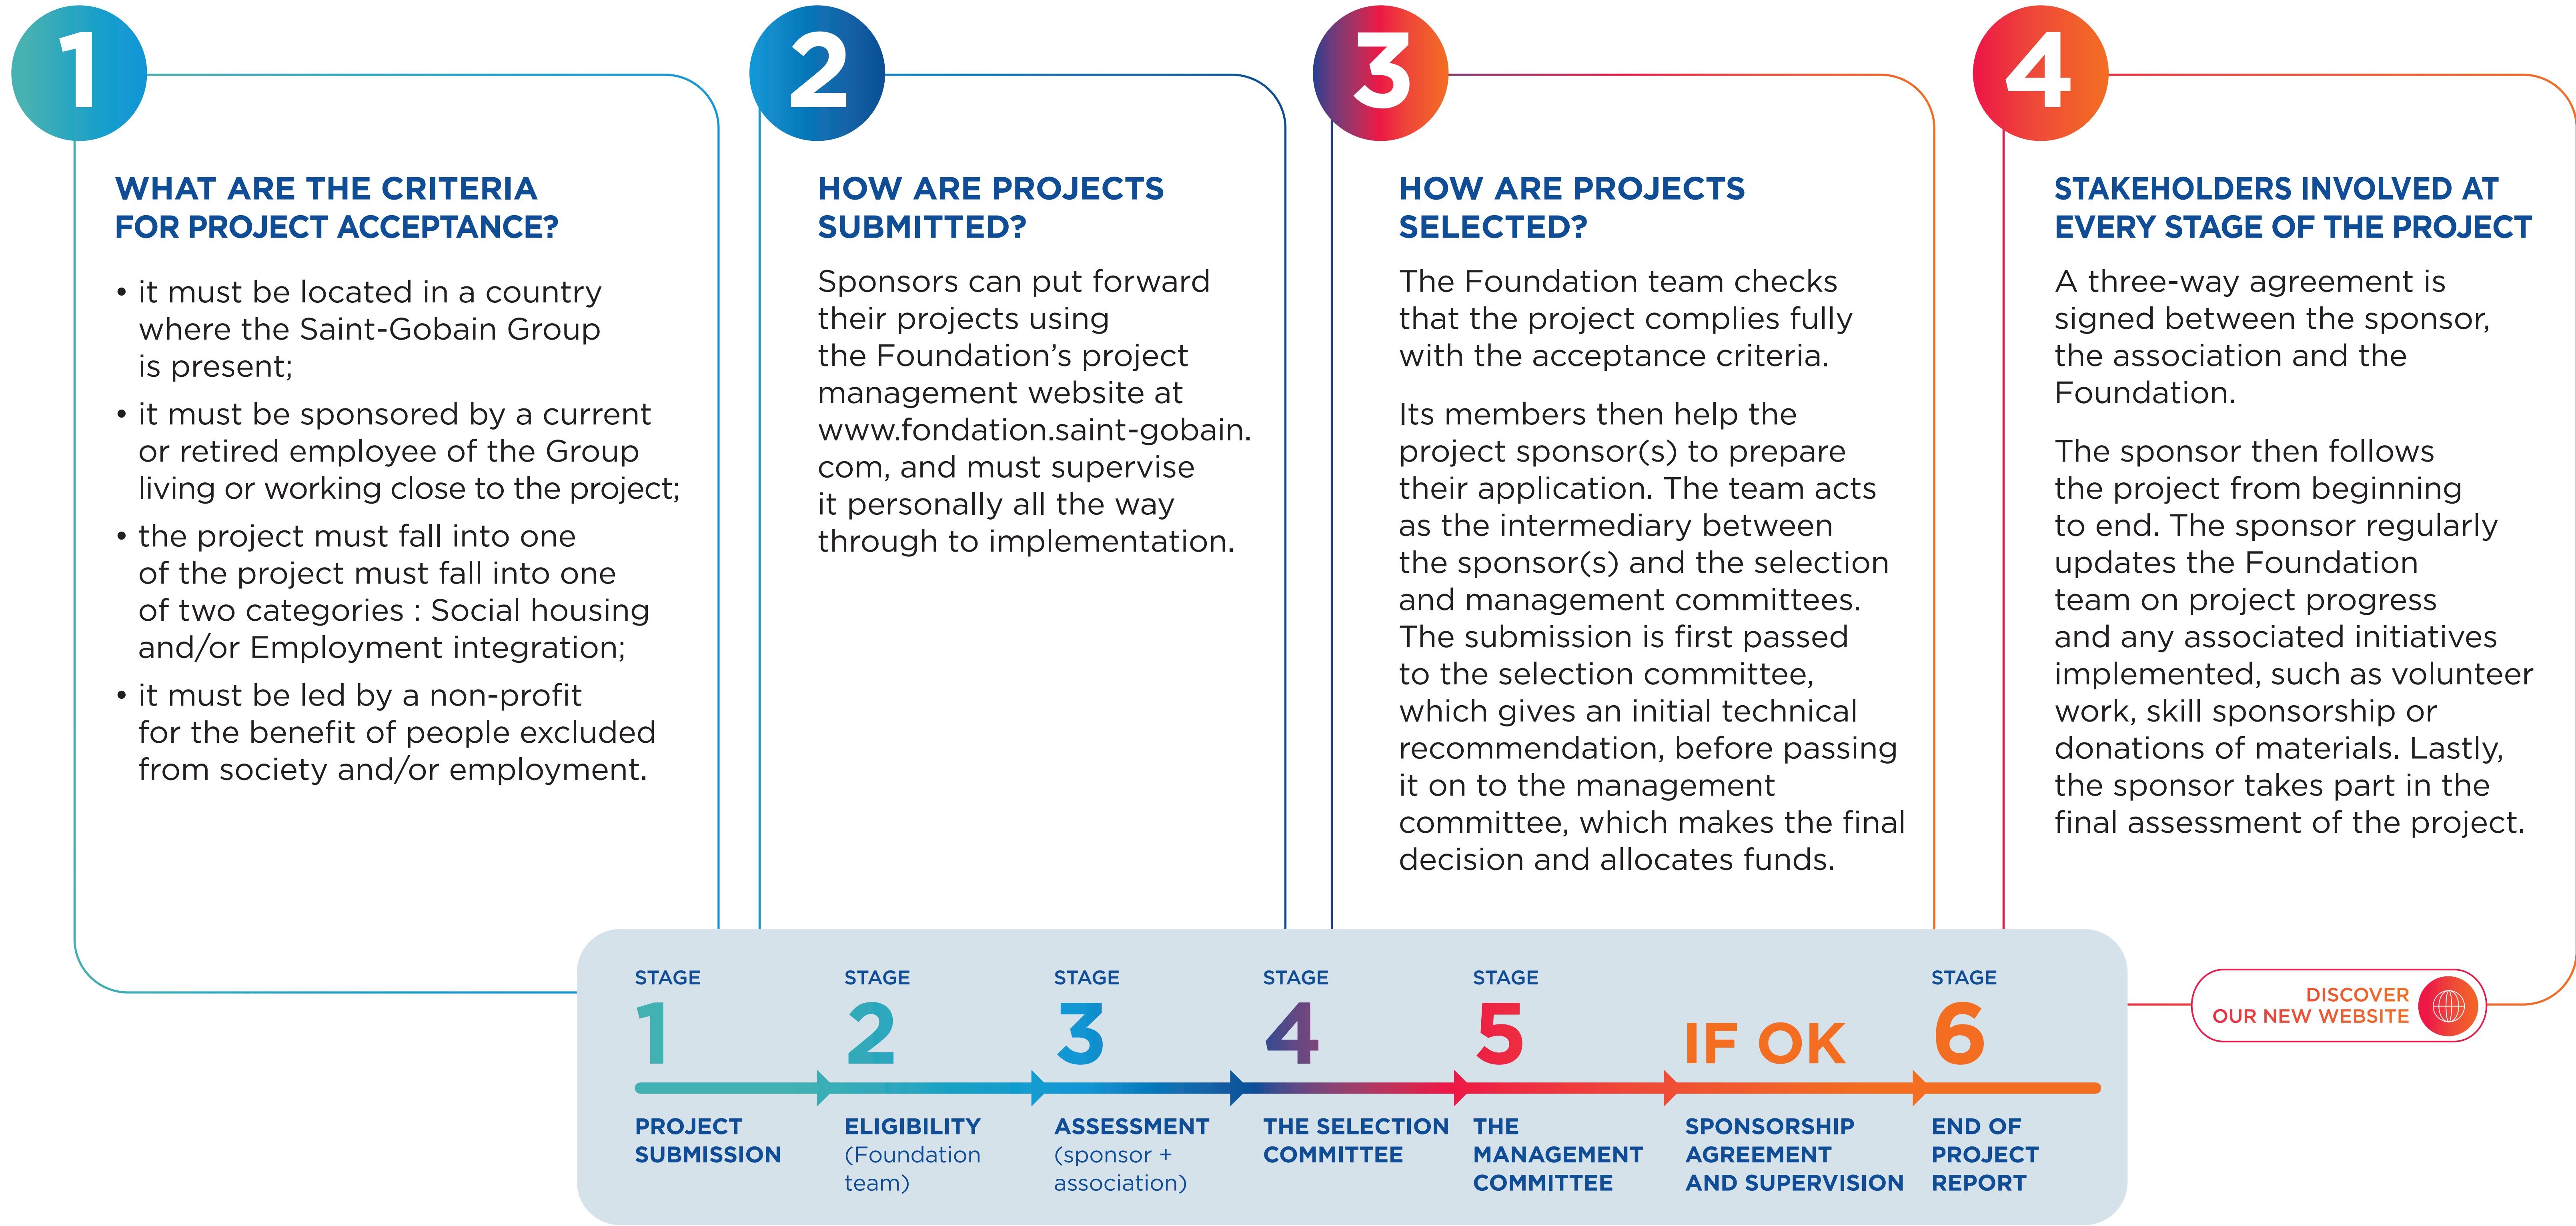 1
WHAT ARE THE CRITERIA
FOR PROJECT ACCEPTANCE?
• it must be located in a country
where the Saint-Gobain Group
is present;
• it must be sponsored by a current
or retired employee of the Group
living or working close to the project;
• the project must fall into one
of the project must fall into one
of two categories : Social housing
and/or Employment integration;
• it must be led by a non-profit
for the benefit of people excluded
from society and/or employment.
2
HOW ARE PROJECTS
SUBMITTED?
Sponsors can put forward
their projects using
the Foundation’s project
management website at
www.fondation.saint-gobain.
com, and must supervise
it personally all the way
through to implementation.
3
HOW ARE PROJECTS
SELECTED?
The Foundation team checks
that the project complies fully
with the acceptance criteria.
Its members then help the
project sponsor(s) to prepare
their application. The team acts
as the intermediary between
the sponsor(s) and the selection
and management committees.
The submission is first passed
to the selection committee,
which gives an initial technical
recommendation, before passing
it on to the management
committee, which makes the final
decision and allocates funds.
4
STAKEHOLDERS INVOLVED AT
EVERY STAGE OF THE PROJECT
A three-way agreement is
signed between the sponsor,
the association and the
Foundation.
The sponsor then follows
the project from beginning
to end. The sponsor regularly
updates the Foundation
team on project progress
and any associated initiatives
implemented, such as volunteer
work, skill sponsorship or
donations of materials. Lastly,
the sponsor takes part in the
final assessment of the project.
DISCOVER
OUR NEW WEBSITE
STAGE
1
PROJECT
SUBMISSION
STAGE
2
ELIGIBILITY
(Foundation
team)
STAGE
3
ASSESSMENT
(sponsor +
association)
STAGE
4
THE SELECTION
COMMITTEE
STAGE
5
THE
MANAGEMENT
COMMITTEE
IF OK
SPONSORSHIP
AGREEMENT
AND SUPERVISION
STAGE
6
END OF
PROJECT
REPORT